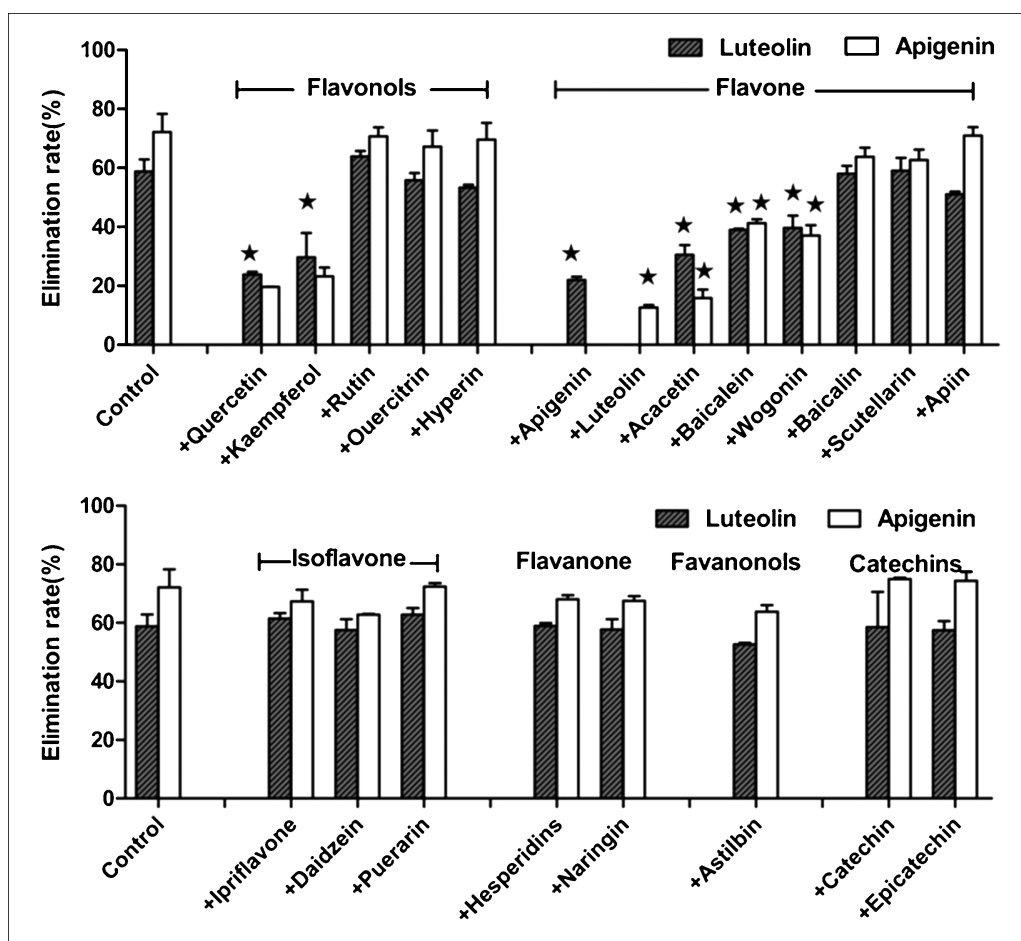 Luteolin Apigenin
Flavonols Flavone
Elimination rate(%)
100
80
60
40
20
0
Control +Quercetin +Kaempferol +Rutin +Ouercitrin +Hyperin +Apigenin +Luteolin +Acacetin +Baicalein +Wogonin +Baicalin +Scutellarin +Apiin
Luteolin Apigenin
Isoflavone Flavanone Favanonols Catechins
Elimination rate(%)
100
80
60
40
20
0
Control +Ipriflavone +Daidzein +Puerarin +Hesperidins +Naringin +Astilbin +Catechin +Epicatechin